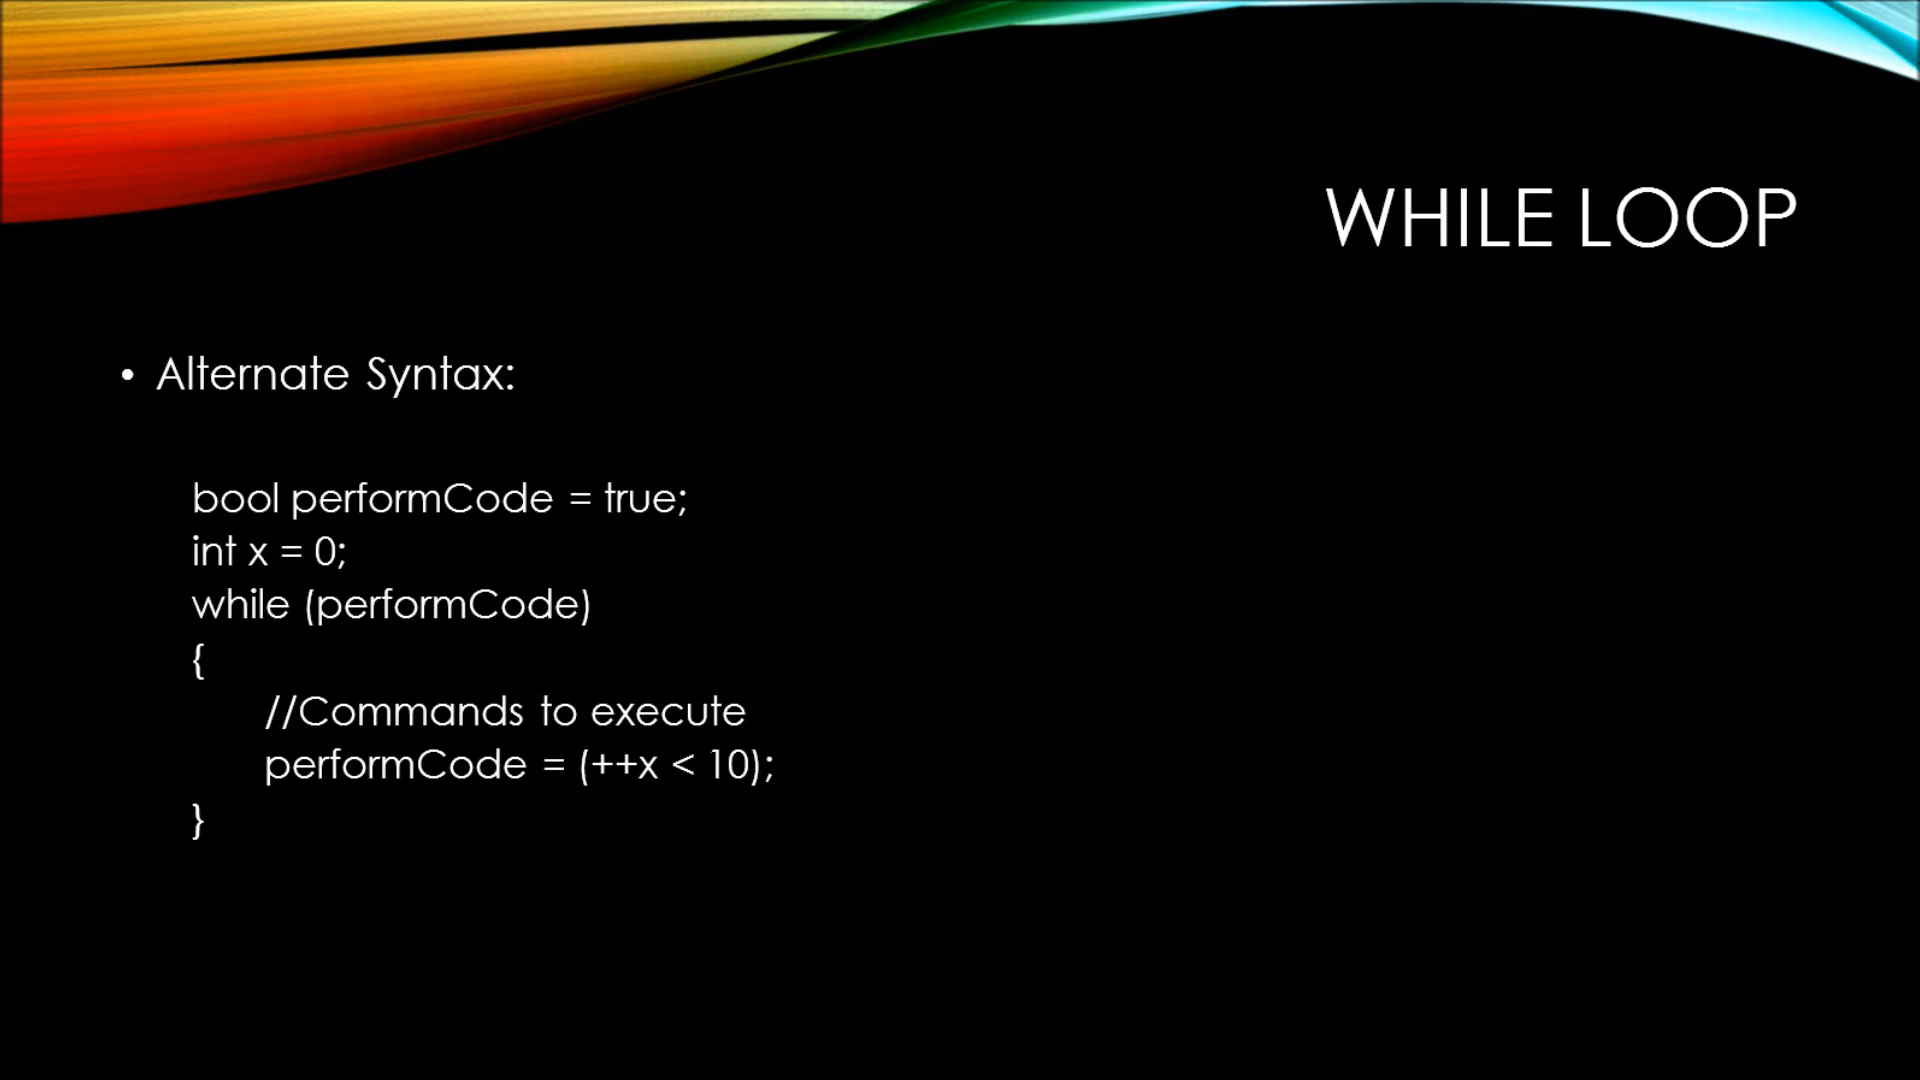 WHILE LOOP
• Alternate Syntax:
bool performCode = true;
int x = 0;
while (performCode)
{
//Commands to execute
performCode = (++x < 10);
}